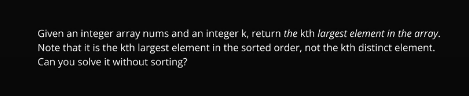 Given an integer array nums and an integer k, return the kth largest element in the array.
Note that it is the kth largest element in the sorted order, not the kth distinct element.
Can you solve it without sorting?